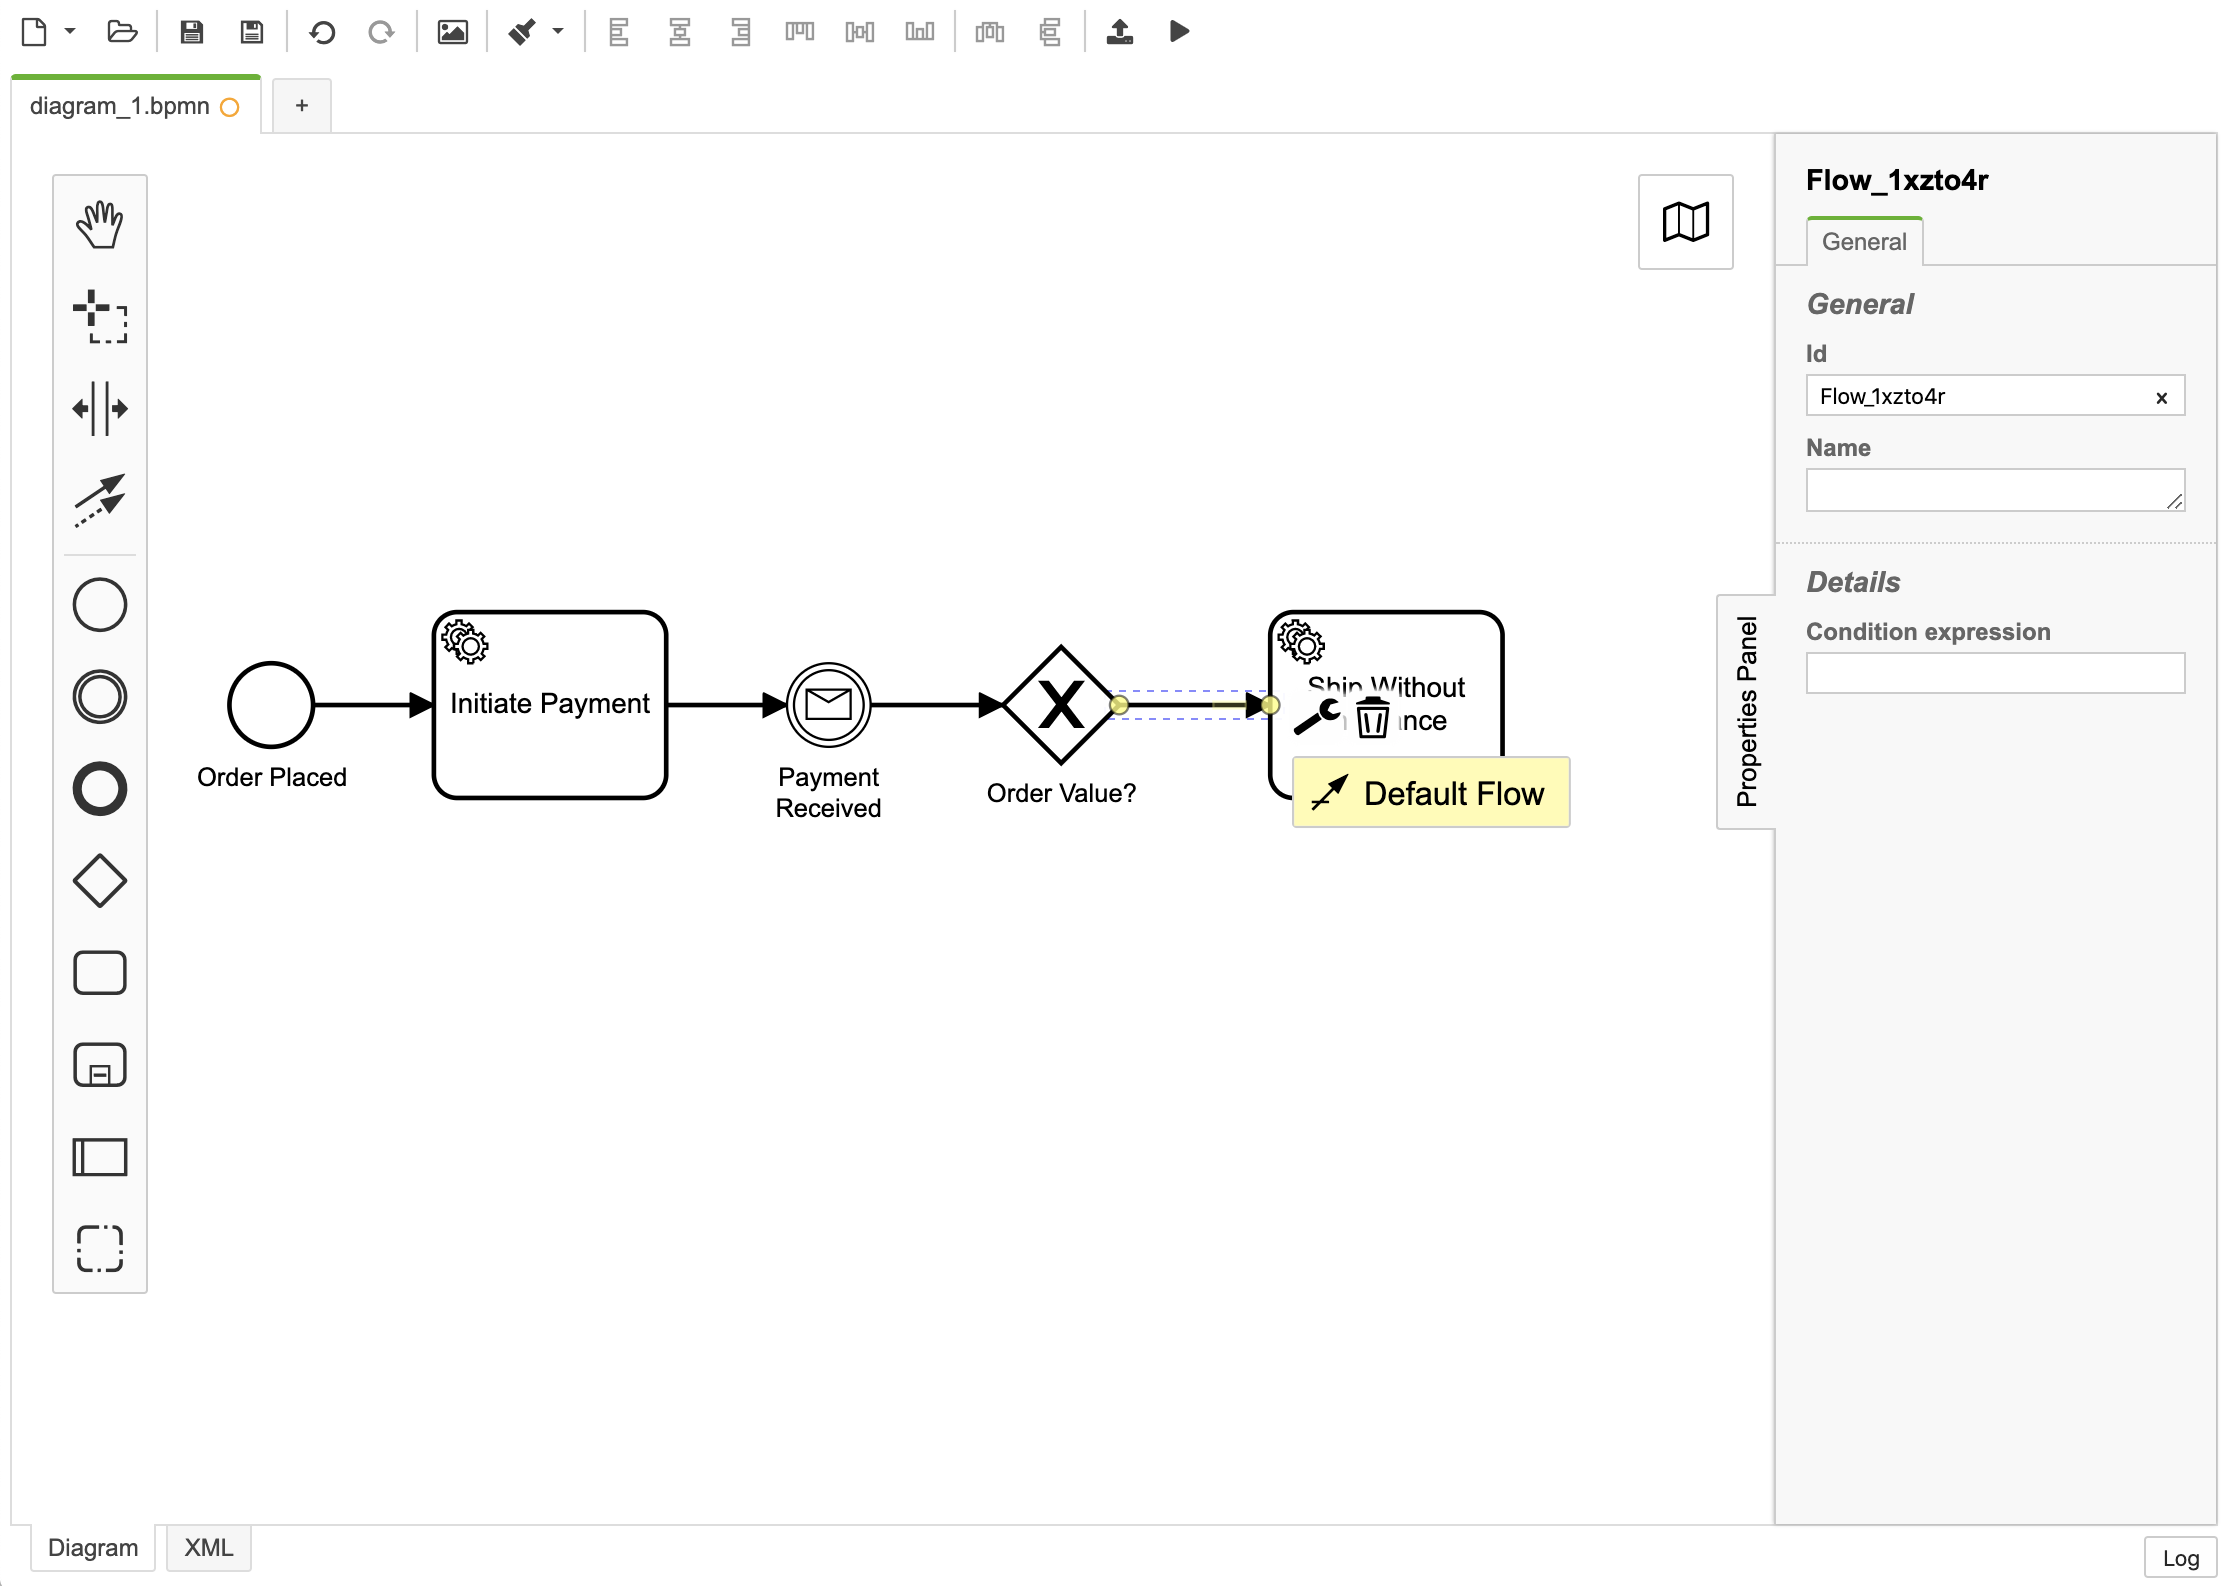 diagram_1.bpmn
+
Flow_1xzto4r
General
General
Id
Flow_1xzto4r
x
Name
Details
Condition expression
Properties Panel
Order Placed
Initiate Payment
Payment
Received
X
Order Value?
Ship Without
nce
Default Flow
Diagram
XML
Log